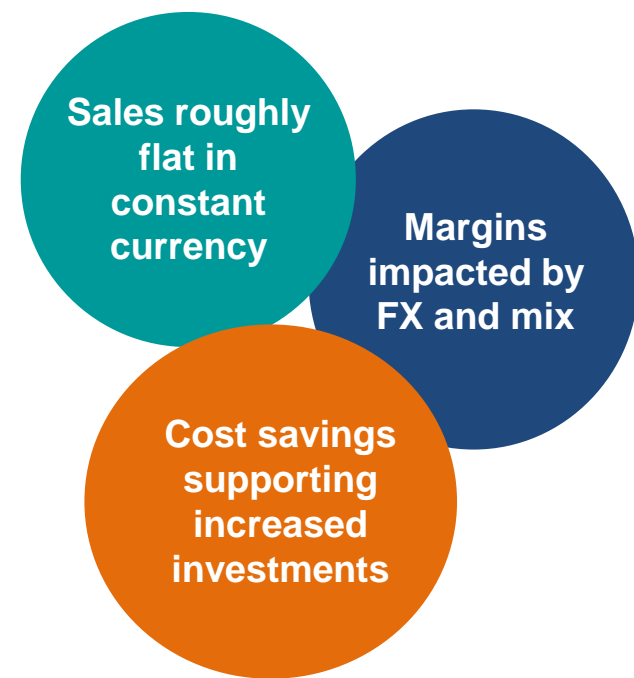 Sales roughly
flat in
constant
currency
Margins
impacted by
FX and mix
Cost savings
supporting
increased
investments